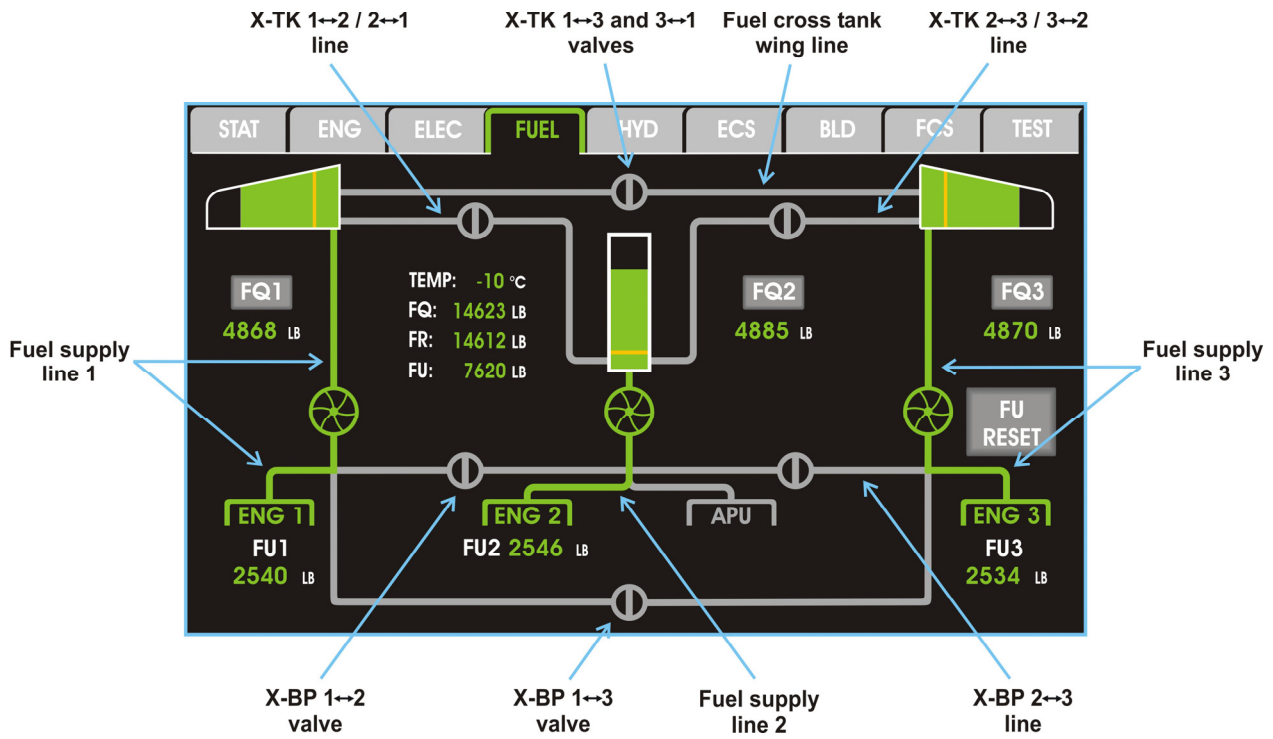 X-TK 1↔2 / 2↔1
line
X-TK 1↔3 and 3↔1
valves
Fuel cross tank
wing line
X-TK 2↔3 / 3↔2
line
STAT
ENG
ELEC
FUEL
HYD
ECS
BLD
FCS
TEST
TEMP: -10 °C
FQ: 14623 LB
FR: 14612 LB
FU: 7620 LB
FQ1
4868 LB
FQ2
4885 LB
FQ3
4870 LB
Fuel supply
line 1
Fuel supply
line 3
FU
RESET
ENG 1
FU1
2540 LB
ENG 2
FU2 2546 LB
APU
ENG 3
FU3
2534 LB
X-BP 1↔2
valve
X-BP 1↔3
valve
Fuel supply
line 2
X-BP 2↔3
line